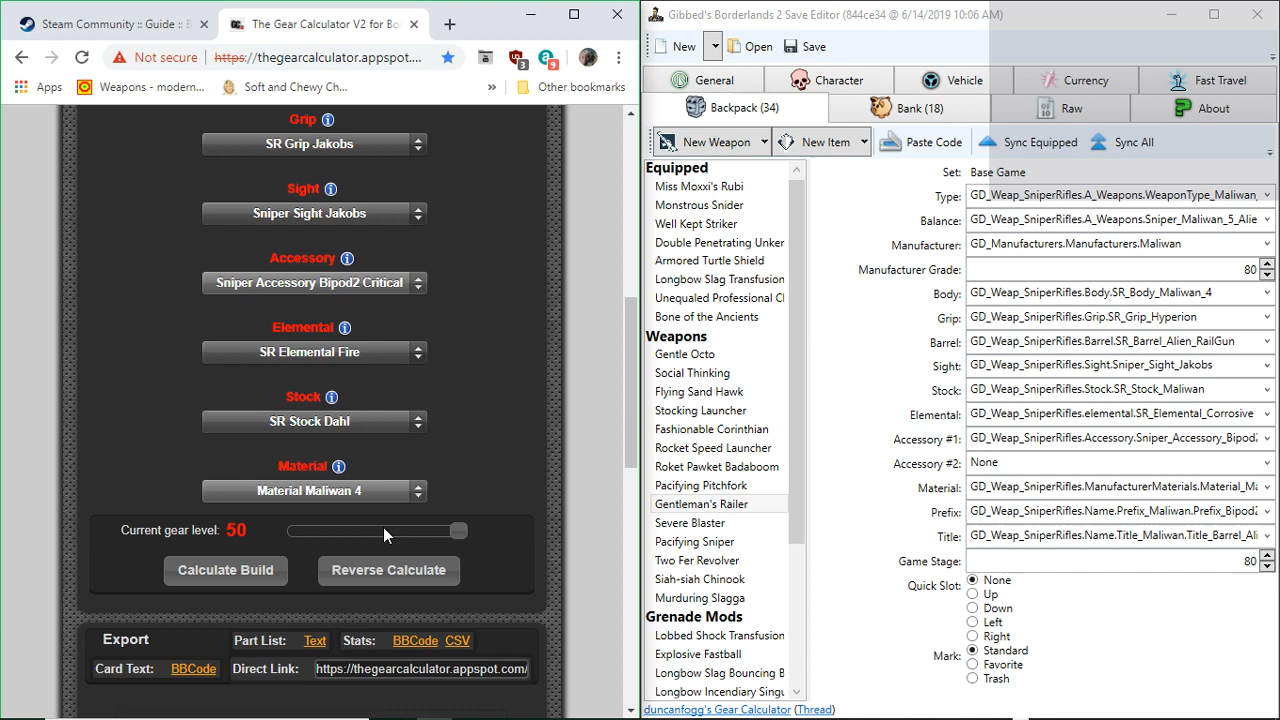 Steam Community :: Guide :: B
The Gear Calculator V2 for Bo
Not secure
https://thegearcalculator.appspot....
3
9
Apps
Weapons - modern...
Soft and Chewy Ch...
»
Other bookmarks
Grip
SR Grip Jakobs
Sight
Sniper Sight Jakobs
Accessory
Sniper Accessory Bipod2 Critical
Elemental
SR Elemental Fire
Stock
SR Stock Dahl
Material
Material Maliwan 4
Current gear level: 50
Calculate Build
Reverse Calculate
Export
Part List: Text Stats: BBCode CSV
Card Text: BBCode Direct Link: https://thegearcalculator.appspot.com/
Gibbed's Borderlands 2 Save Editor (844ce34 @ 6/14/2019 10:06 AM)
New
Open
Save
General
Character
Vehicle
Currency
Fast Trave
Backpack (34)
Bank (18)
Raw
About
New Weapon
New Item
Paste Code
Sync Equipped
Sync All
Equipped
Miss Moxxi's Rubi
Monstrous Snider
Well Kept Striker
Double Penetrating Unker
Armored Turtle Shield
Longbow Slag Transfusion
Unequaled Professional Cl
Bone of the Ancients
Weapons
Gentle Octo
Social Thinking
Flying Sand Hawk
Stocking Launcher
Fashionable Corinthian
Rocket Speed Launcher
Roket Pawket Badaboom
Pacifying Pitchfork
Gentleman's Railer
Severe Blaster
Pacifying Sniper
Two Fer Revolver
Siah-siah Chinook
Murduring Slagga
Grenade Mods
Lobbed Shock Transfusion
Explosive Fastball
Longbow Slag Bouncing B
Longbow Incendiary Singu
duncanfogg's Gear Calculator (Thread)
Set: Base Game
Type: GD_Weap_SniperRifles.A_Weapons.WeaponType_Maliwan_
Balance: GD_Weap_SniperRifles.A_Weapons.Sniper_Maliwan_5_Alie
Manufacturer: GD_Manufacturers.Manufacturers.Maliwan
Manufacturer Grade: 80
Body: GD_Weap_SniperRifles.Body.SR_Body_Maliwan_4
Grip: GD_Weap_SniperRifles.Grip.SR_Grip_Hyperion
Barrel: GD_Weap_SniperRifles.Barrel.SR_Barrel_Alien_RailGun
Sight: GD_Weap_SniperRifles.Sight.Sniper_Sight_Jakobs
Stock: GD_Weap_SniperRifles.Stock.SR_Stock_Maliwan
Elemental: GD_Weap_SniperRifles.elemental.SR_Elemental_Corrosive
Accessory #1: GD_Weap_SniperRifles.Accessory.Sniper_Accessory_Bipod2
Accessory #2: None
Material: GD_Weap_SniperRifles.ManufacturerMaterials.Material_Ma
Prefix: GD_Weap_SniperRifles.Name.Prefix_Maliwan.Prefix_Bipod2
Title: GD_Weap_SniperRifles.Name.Title_Maliwan.Title_Barrel_Ali
Game Stage: 80
Quick Slot: None
Up
Down
Left
Right
Mark: Standard
Favorite
Trash